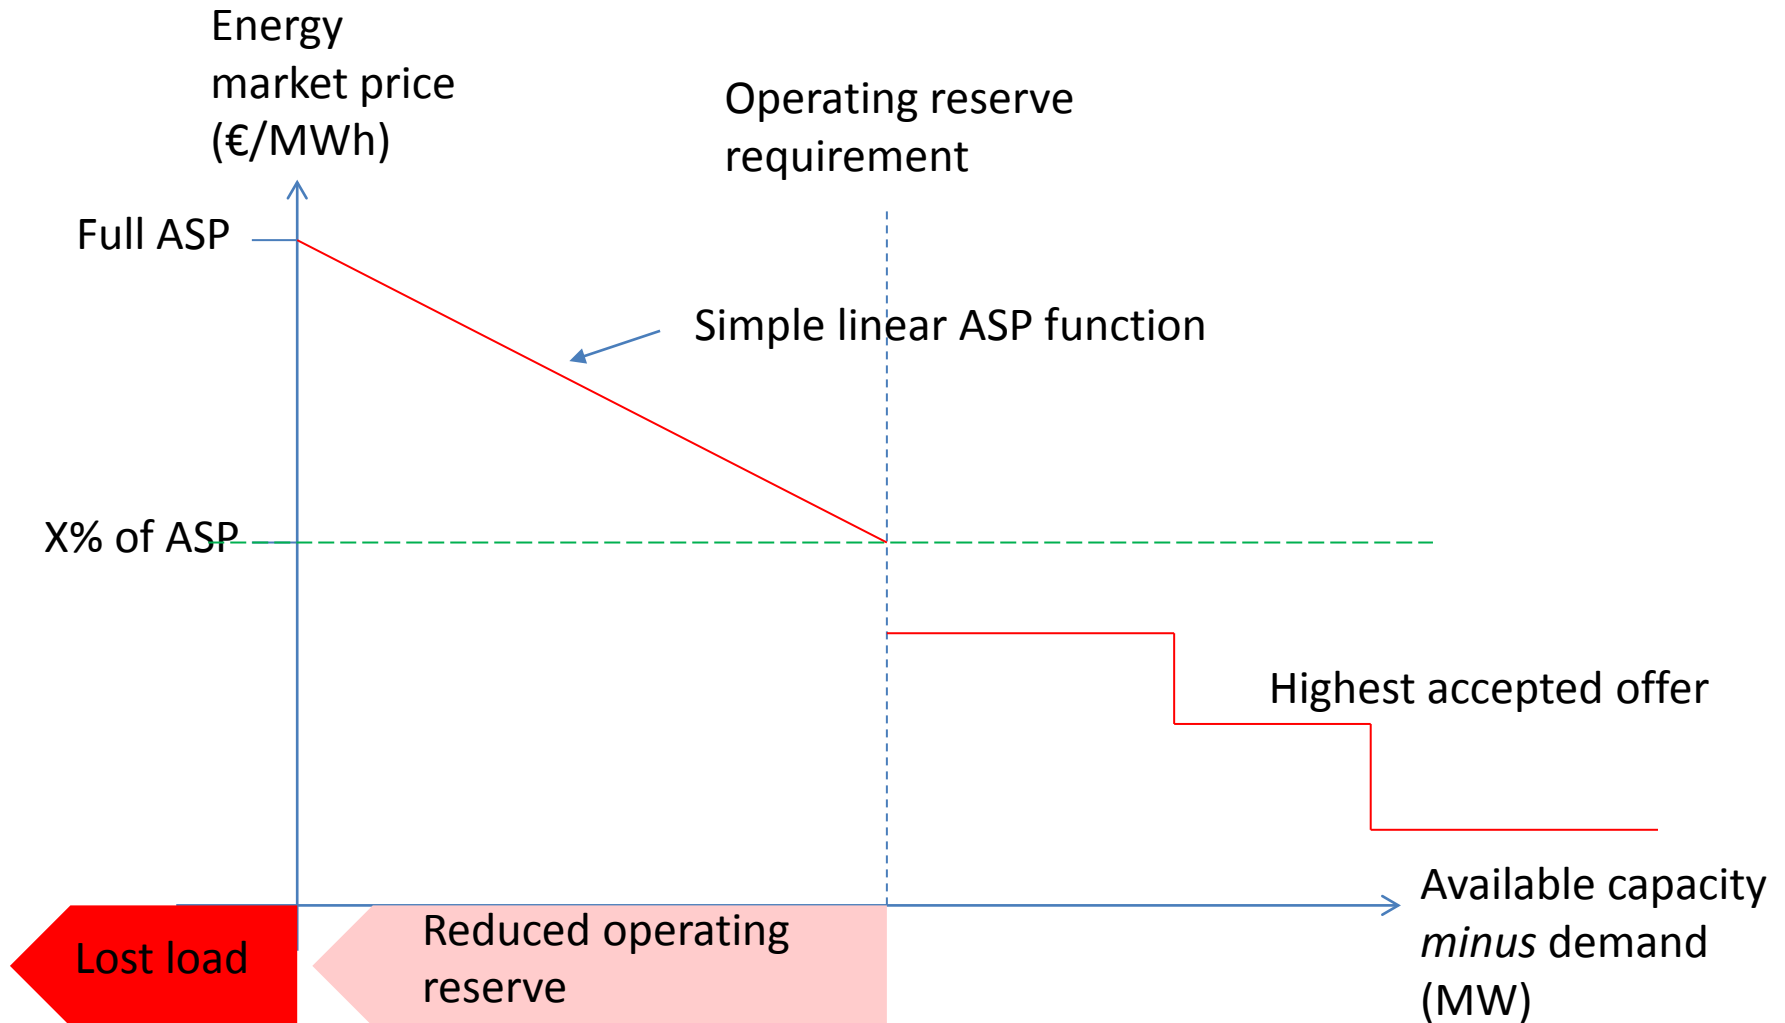 Energy
market price
(€/MWh)
Operating reserve
requirement
Full ASP
Simple linear ASP function
X% of ASP
Highest accepted offer
Available capacity
minus demand
(MW)
Reduced operating
reserve
Lost load